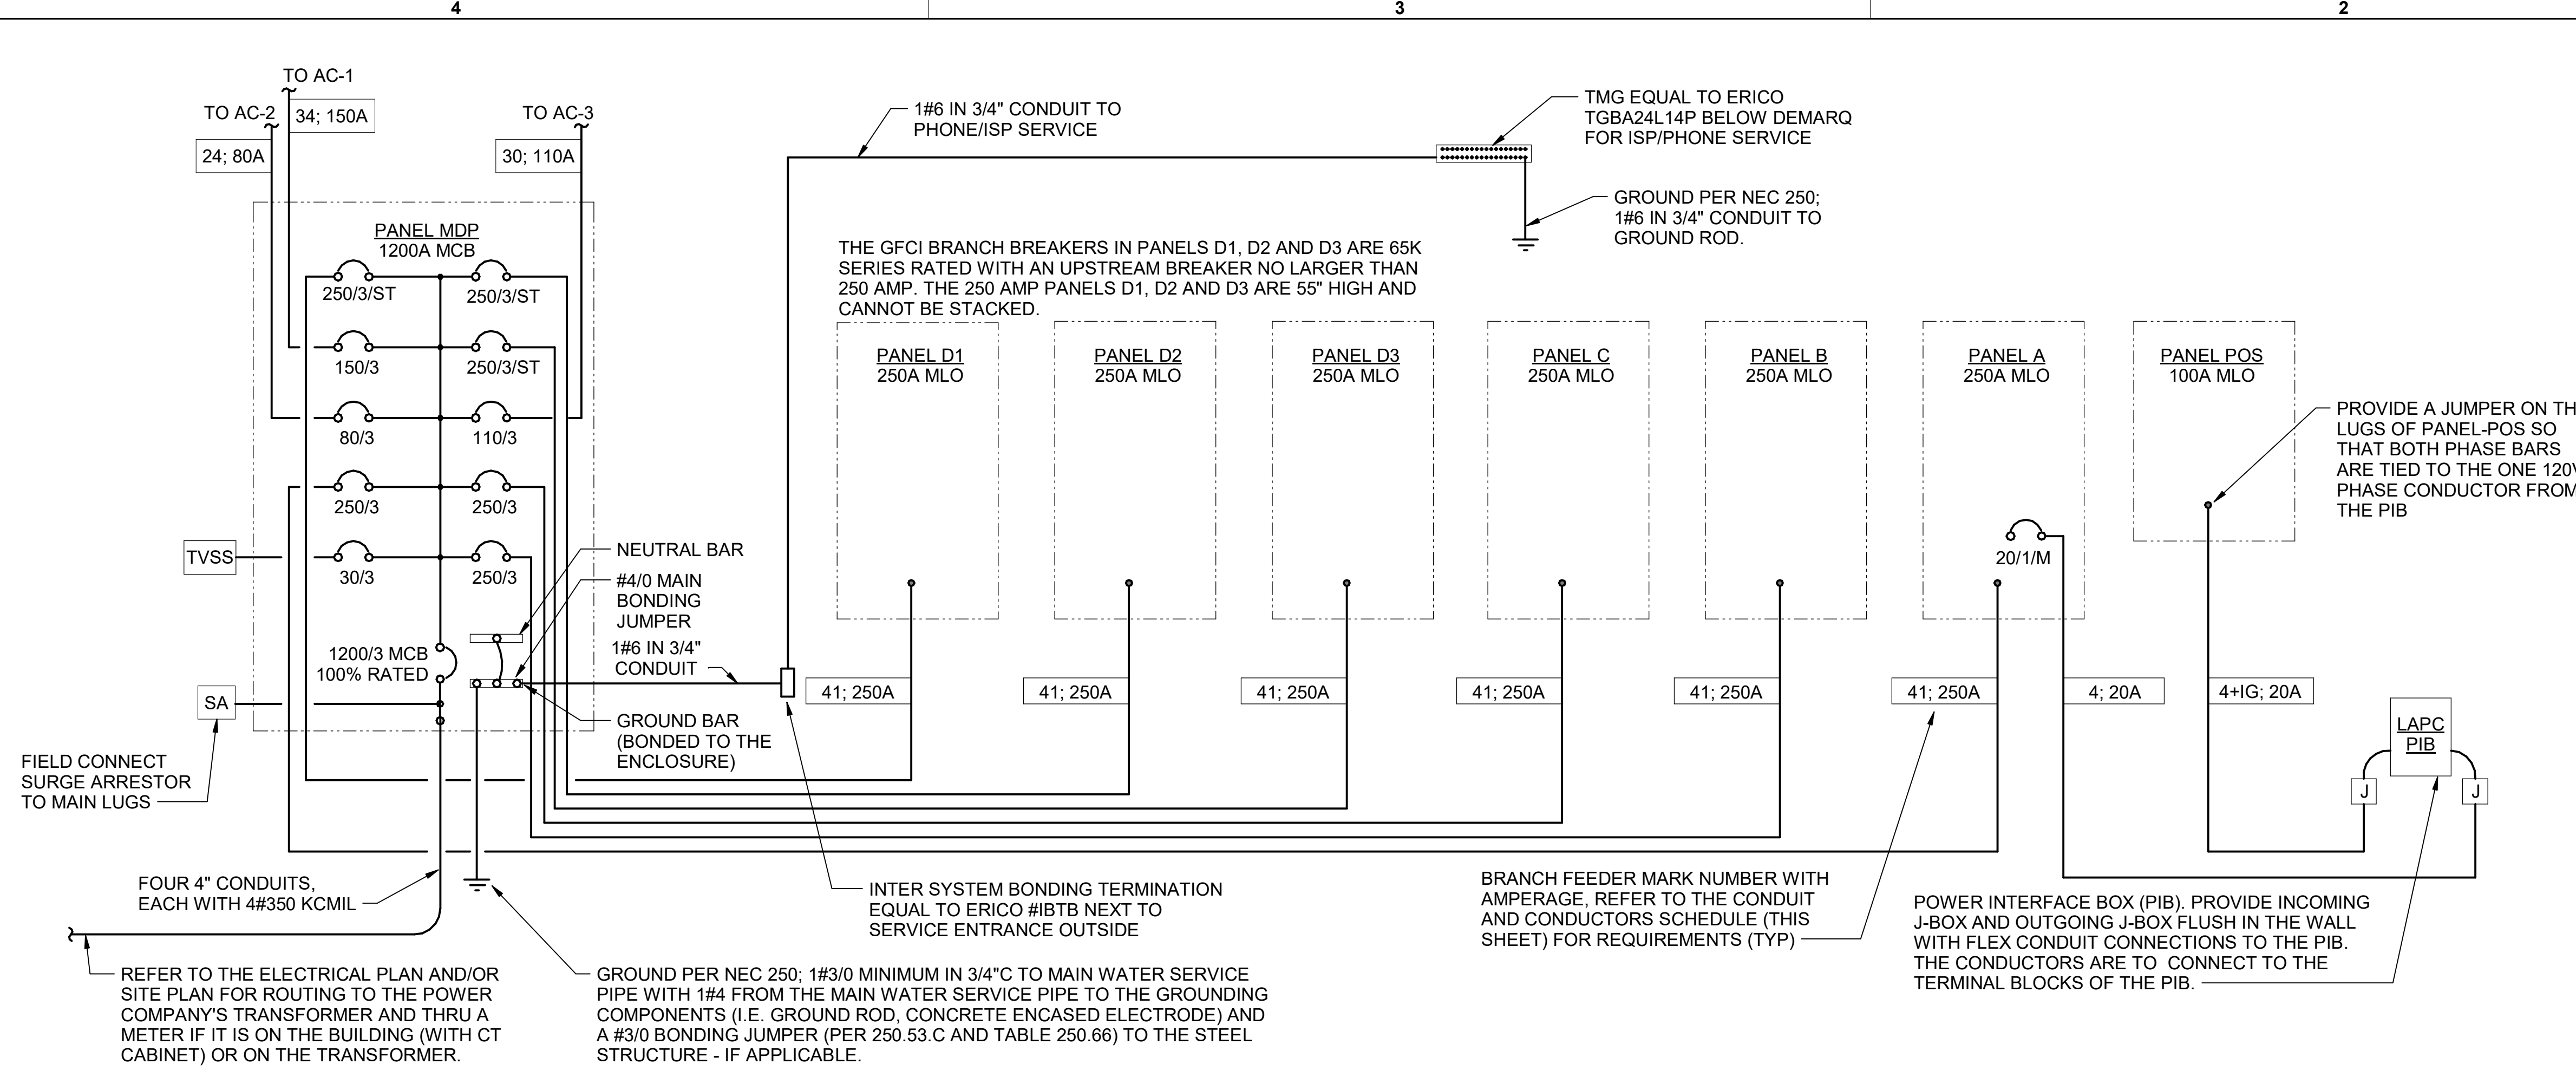 4
3
2
TO AC-1
34; 150A
TO AC-2
24; 80A
TO AC-3
30; 110A
PANEL MDP
1200A MCB
250/3/ST
250/3/ST
150/3
250/3/ST
80/3
110/3
250/3
250/3
TVSS
30/3
250/3
1200/3 MCB
100% RATED
SA
FIELD CONNECT
SURGE ARRESTOR
TO MAIN LUGS
FOUR 4" CONDUITS,
EACH WITH 4#350 KCMIL
REFER TO THE ELECTRICAL PLAN AND/OR
SITE PLAN FOR ROUTING TO THE POWER
COMPANY'S TRANSFORMER AND THRU A
METER IF IT IS ON THE BUILDING (WITH CT
CABINET) OR ON THE TRANSFORMER.
NEUTRAL BAR
#4/0 MAIN
BONDING
JUMPER
1#6 IN 3/4"
CONDUIT
GROUND BAR
(BONDED TO THE
ENCLOSURE)
GROUND PER NEC 250; 1#3/0 MINIMUM IN 3/4"C TO MAIN WATER SERVICE
PIPE WITH 1#4 FROM THE MAIN WATER SERVICE PIPE TO THE GROUNDING
COMPONENTS (I.E. GROUND ROD, CONCRETE ENCASED ELECTRODE) AND
A #3/0 BONDING JUMPER (PER 250.53.C AND TABLE 250.66) TO THE STEEL
STRUCTURE - IF APPLICABLE.
1#6 IN 3/4" CONDUIT TO
PHONE/ISP SERVICE
TMG EQUAL TO ERICO
TGBA24L14P BELOW DEMARQ
FOR ISP/PHONE SERVICE
GROUND PER NEC 250;
1#6 IN 3/4" CONDUIT TO
GROUND ROD.
THE GFCI BRANCH BREAKERS IN PANELS D1, D2 AND D3 ARE 65K
SERIES RATED WITH AN UPSTREAM BREAKER NO LARGER THAN
250 AMP. THE 250 AMP PANELS D1, D2 AND D3 ARE 55" HIGH AND
CANNOT BE STACKED.
PANEL D1
250A MLO
PANEL D2
250A MLO
PANEL D3
250A MLO
PANEL C
250A MLO
PANEL B
250A MLO
PANEL A
250A MLO
PANEL POS
100A MLO
20/1/M
PROVIDE A JUMPER ON TH
LUGS OF PANEL-POS SO
THAT BOTH PHASE BARS
ARE TIED TO THE ONE 120V
PHASE CONDUCTOR FROM
THE PIB
41; 250A
41; 250A
41; 250A
41; 250A
41; 250A
41; 250A
4; 20A
4+IG; 20A
LAPC
PIB
J
J
INTER SYSTEM BONDING TERMINATION
EQUAL TO ERICO #IBTB NEXT TO
SERVICE ENTRANCE OUTSIDE
BRANCH FEEDER MARK NUMBER WITH
AMPERAGE, REFER TO THE CONDUIT
AND CONDUCTORS SCHEDULE (THIS
SHEET) FOR REQUIREMENTS (TYP)
POWER INTERFACE BOX (PIB). PROVIDE INCOMING
J-BOX AND OUTGOING J-BOX FLUSH IN THE WALL
WITH FLEX CONDUIT CONNECTIONS TO THE PIB.
THE CONDUCTORS ARE TO CONNECT TO THE
TERMINAL BLOCKS OF THE PIB.